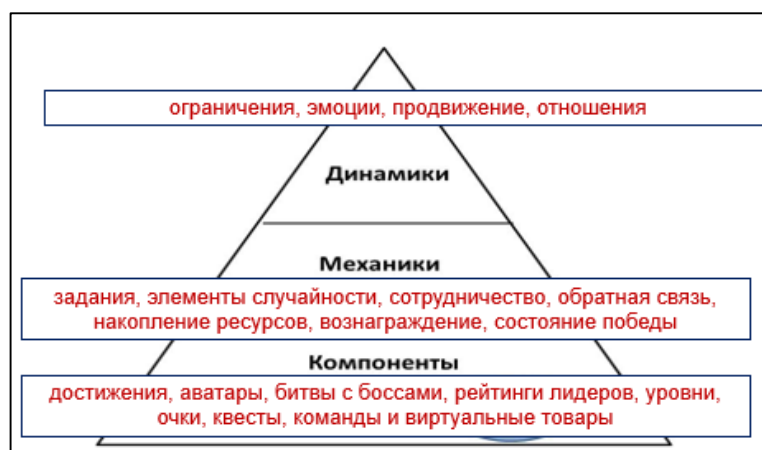 ограничения, эмоции, продвижение, отношения
Динамики
Механики
задания, элементы случайности, сотрудничество, обратная связь,
накопление ресурсов, вознаграждение, состояние победы
Компоненты
достижения, аватары, битвы с боссами, рейтинги лидеров, уровни,
очки, квесты, команды и виртуальные товары